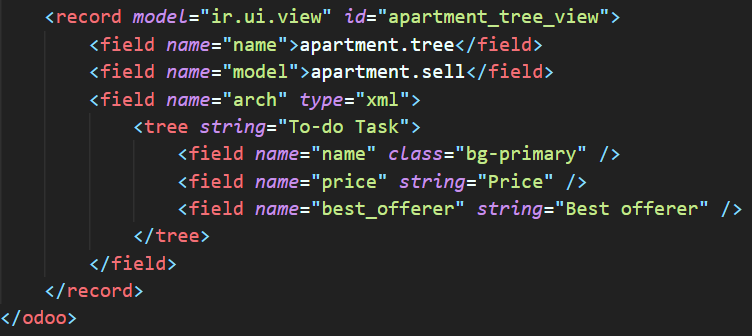 <record model="ir.ui.view" id="apartment_tree_view">
<field name="name">apartment.tree</field>
<field name="model">apartment.sell</field>
<field name="arch" type="xml">
<tree string="To-do Task">
<field name="name" class="bg-primary" />
<field name="price" string="Price" />
<field name="best_offerer" string="Best offerer" />
</tree>
</field>
</record>
</odoo>